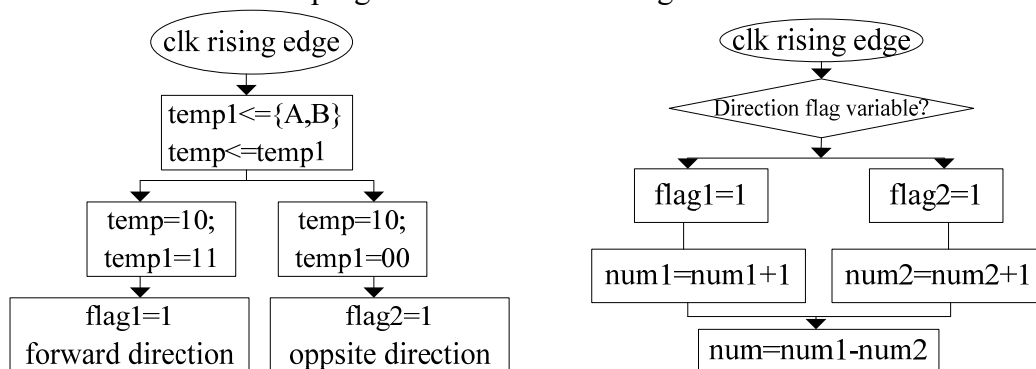 clk rising edge
temp1<={A,B}
temp<=temp1
temp=10;
temp1=11
temp=10;
temp1=00
flag1=1
forward direction
flag2=1
oppsite direction
clk rising edge
Direction flag variable?
flag1=1
flag2=1
num1=num1+1
num2=num2+1
num=num1-num2